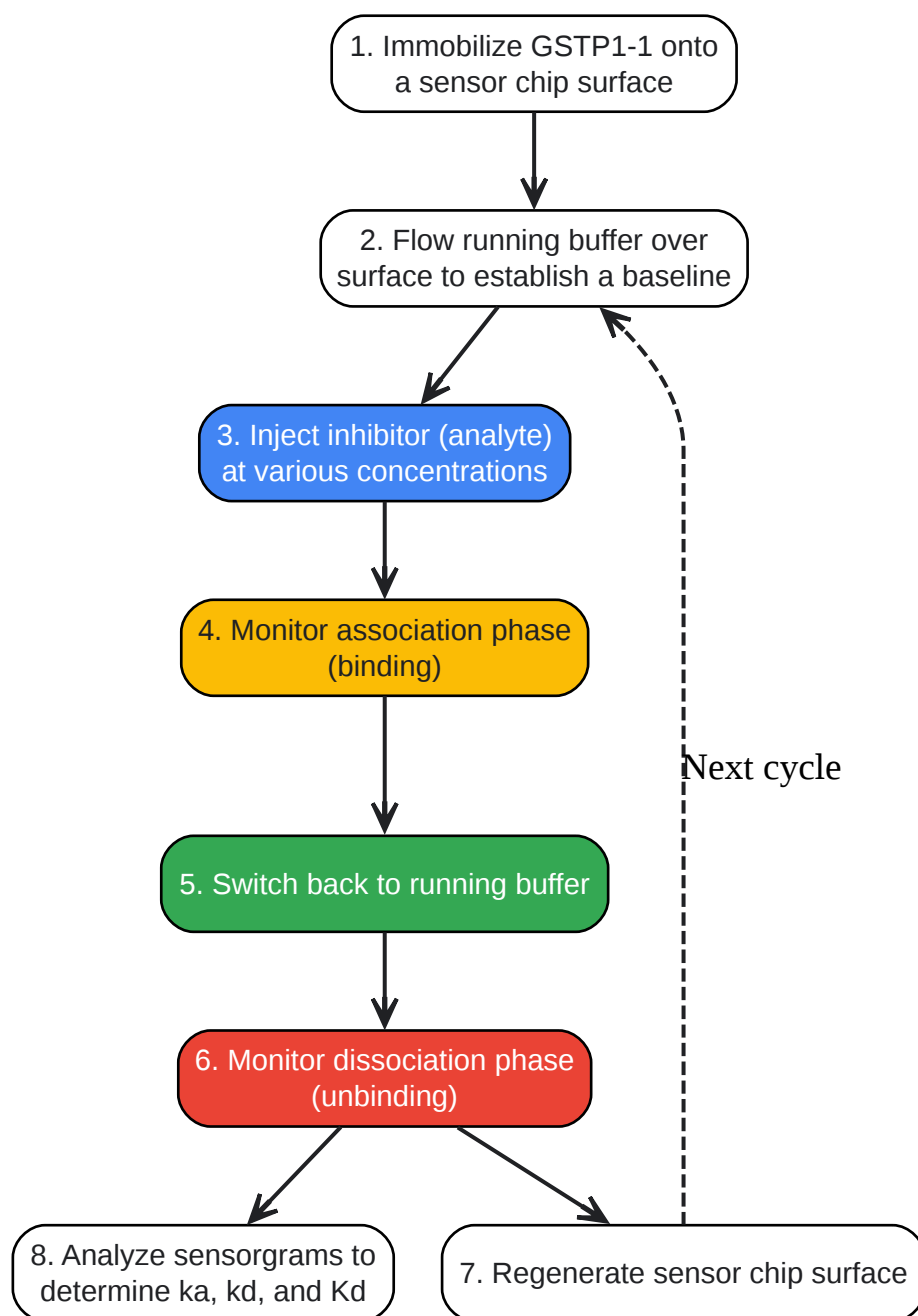 1. Immobilize GSTP1-1 onto
a sensor chip surface
2. Flow running buffer over
surface to establish a baseline
3. Inject inhibitor (analyte)
at various concentrations
4. Monitor association phase
(binding)
Next cycle
5. Switch back to running buffer
6. Monitor dissociation phase
(unbinding)
8. Analyze sensorgrams to
determine ka, kd, and Kd
7. Regenerate sensor chip surface